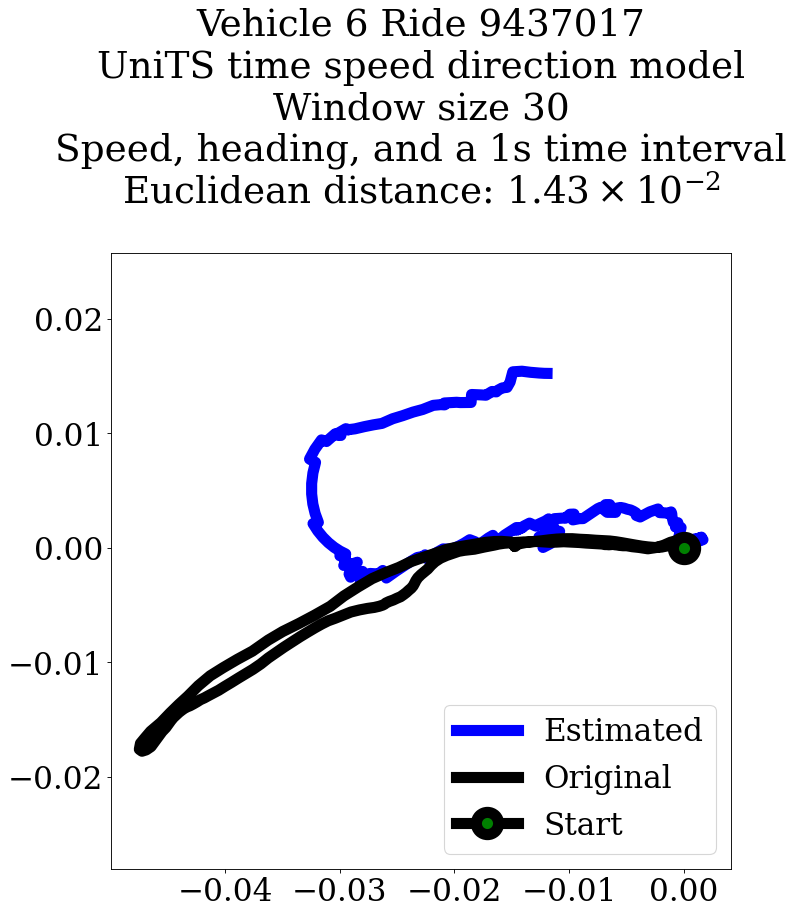 Vehicle 6 Ride 9437017
UniTS time speed direction model
Window size 30
Speed, heading, and a 1s time interval
Euclidean distance: 1.43 × 10⁻²
0.02
0.01
0.00
−0.01
−0.02
Estimated
Original
Start
−0.04
−0.03
−0.02
−0.01
0.00